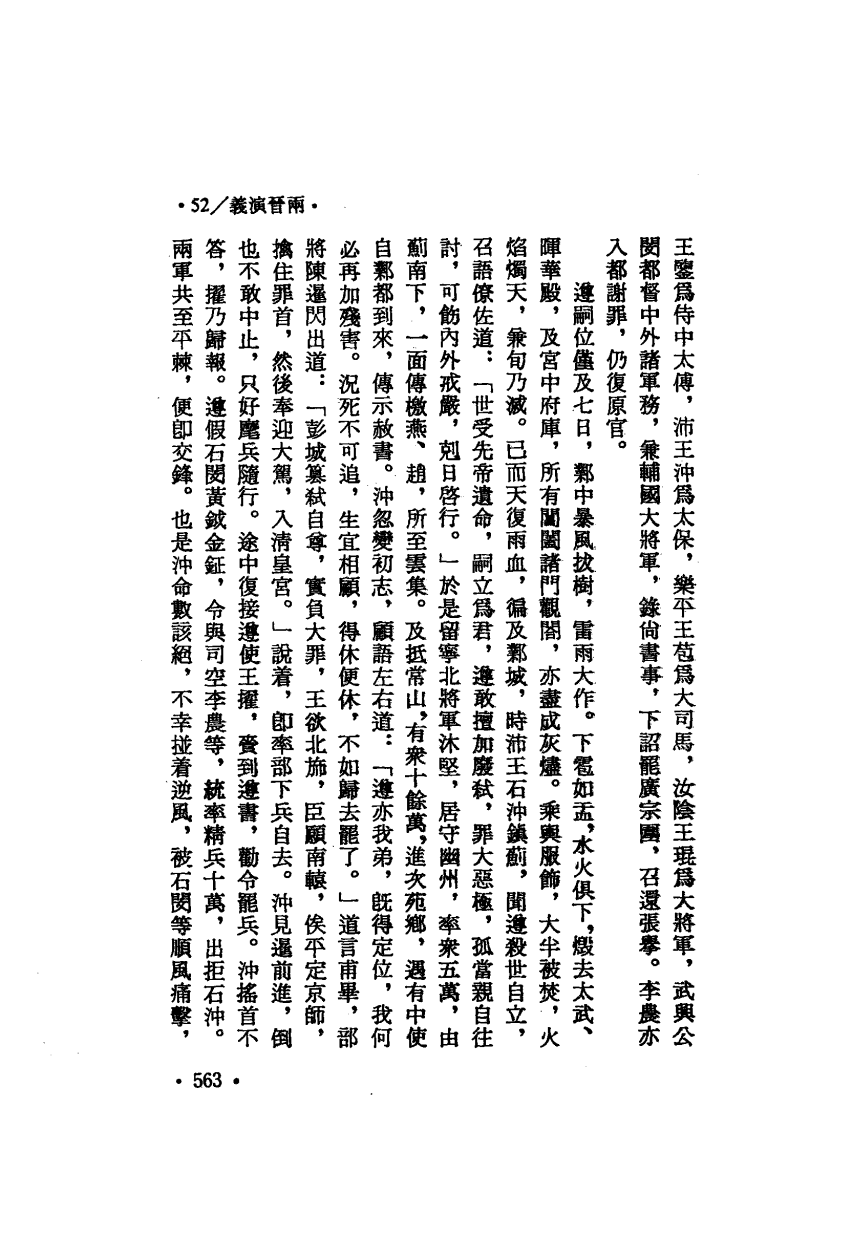 •52／義演晉兩•
王鑒爲侍中太傅，沛王沖爲太保，樂平王苞爲大司馬，汝陰王琨爲大將軍，武興公
閔都督中外諸軍務，兼輔國大將軍，錄尙書事，下詔罷廣宗圍，召還張擧。李農亦
入都謝罪，仍復原官。
遵嗣位僅及七日，鄴中暴風拔樹，雷雨大作。下雹如盂，水火俱下，燬去太武、
暉華殿，及宮中府庫，所有閶闔諸門觀閣，亦盡成灰燼。乘輿服飾，大半被焚，火
焰燭天，兼旬乃滅。已而天復雨血，徧及鄴城，時沛王石沖鎭薊，聞遵殺世自立，
召語僚佐道：「世受先帝遺命，嗣立爲君，遵敢擅加廢弒，罪大惡極，孤當親自往
討，可飭內外戒嚴，剋日啓行。」於是留寧北將軍沐堅，居守幽州，率衆五萬，由
薊南下，一面傳檄燕、趙，所至雲集。及抵常山，有衆十餘萬，進次苑鄉，遇有中使
自鄴都到來，傳示赦書。沖忽變初志，顧語左右道：「遵亦我弟，旣得定位，我何
必再加殘害。況死不可追，生宜相顧，得休便休，不如歸去罷了。」道言甫畢，部
將陳暹閃出道：「彭城篡弒自尊，實負大罪，王欲北旆，臣願南轅，俟平定京師，
擒住罪首，然後奉迎大駕，入淸皇宮。」說着，卽率部下兵自去。沖見暹前進，倒
也不敢中止，只好麾兵隨行。途中復接遵使王擢，賫到遵書，勸令罷兵。沖搖首不
答，擢乃歸報。遵假石閔黃鉞金鉦，令與司空李農等，統率精兵十萬，出拒石沖。
兩軍共至平棘，便卽交鋒。也是沖命數該絕，不幸搓着逆風，被石閔等順風痛擊，
•563•